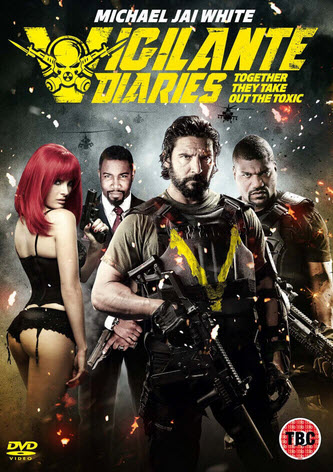 MICHAEL JAI WHITE
VIGILANTE
DIARIES
TOGETHER
THEY TAKE
OUT THE TOXIC
V
DVD
VIDEO
TBC